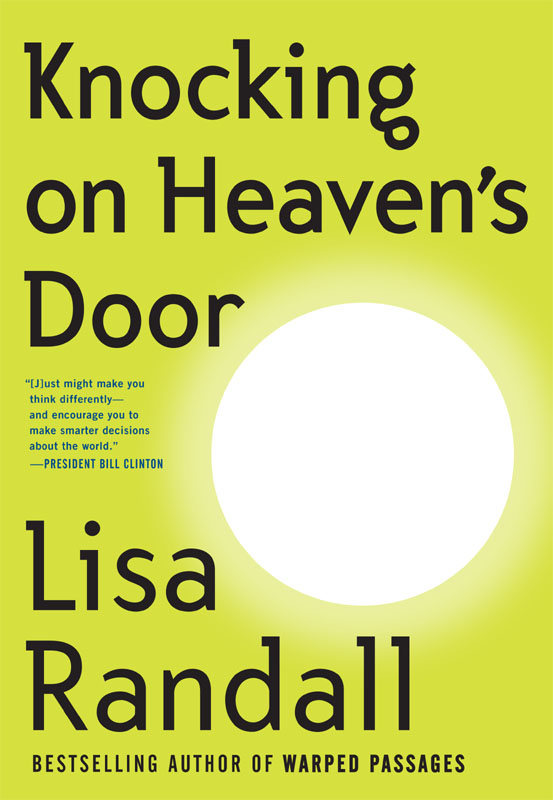 Knocking
on Heaven's
Door
“[J]ust might make you
think differently—
and encourage you to
make smarter decisions
about the world.”
—PRESIDENT BILL CLINTON
Lisa
Randall
BESTSELLING AUTHOR OF WARPED PASSAGES